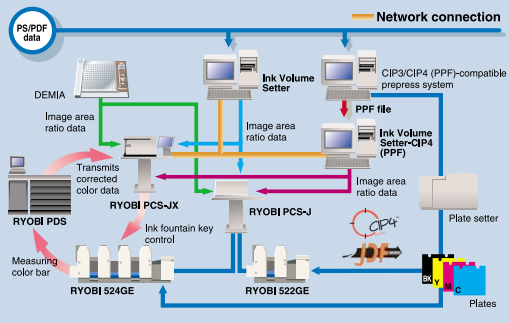 PS/PDF
data
Network connection
DEMIA
Ink Volume
Setter
CIP3/CIP4 (PPF)-compatible
prepress system
Image area
ratio data
Image area
ratio data
PPF file
Ink Volume
Setter-CIP4
(PPF)
Transmits
corrected
color data
Image area
ratio data
RYOBI PDS
RYOBI PCS-JX
RYOBI PCS-J
Plate setter
Ink fountain key
control
CIP4
JDF
Measuring
color bar
BK
Y
M
C
RYOBI 524GE
RYOBI 522GE
Plates